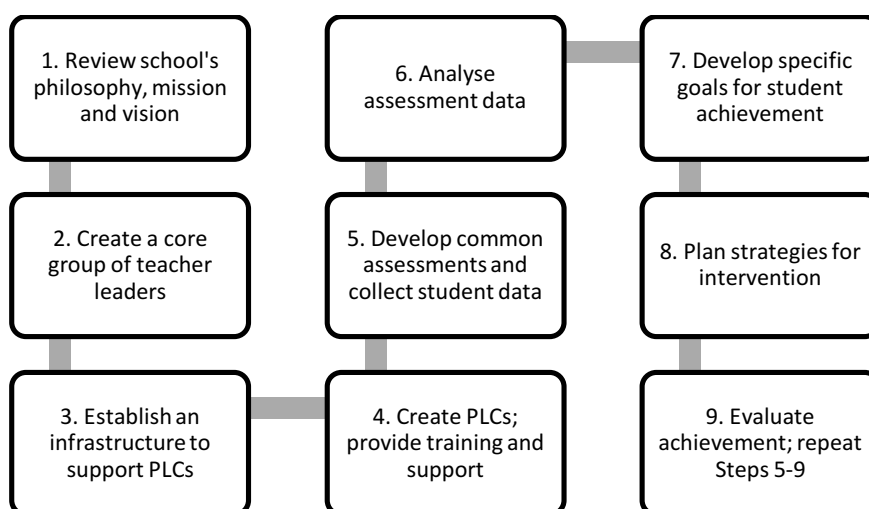 1. Review school's
philosophy, mission
and vision
2. Create a core
group of teacher
leaders
3. Establish an
infrastructure to
support PLCs
4. Create PLCs;
provide training and
support
5. Develop common
assessments and
collect student data
6. Analyse
assessment data
7. Develop specific
goals for student
achievement
8. Plan strategies for
intervention
9. Evaluate
achievement; repeat
Steps 5-9